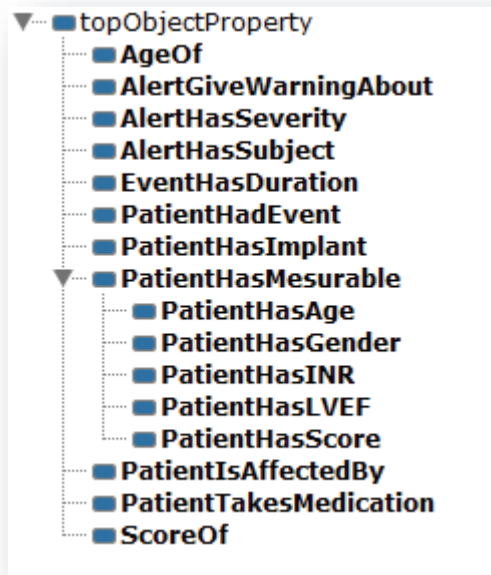 topObjectProperty
AgeOf
AlertGiveWarningAbout
AlertHasSeverity
AlertHasSubject
EventHasDuration
PatientHadEvent
PatientHasImplant
PatientHasMesurable
PatientHasAge
PatientHasGender
PatientHasINR
PatientHasLVEF
PatientHasScore
PatientIsAffectedBy
PatientTakesMedication
ScoreOf